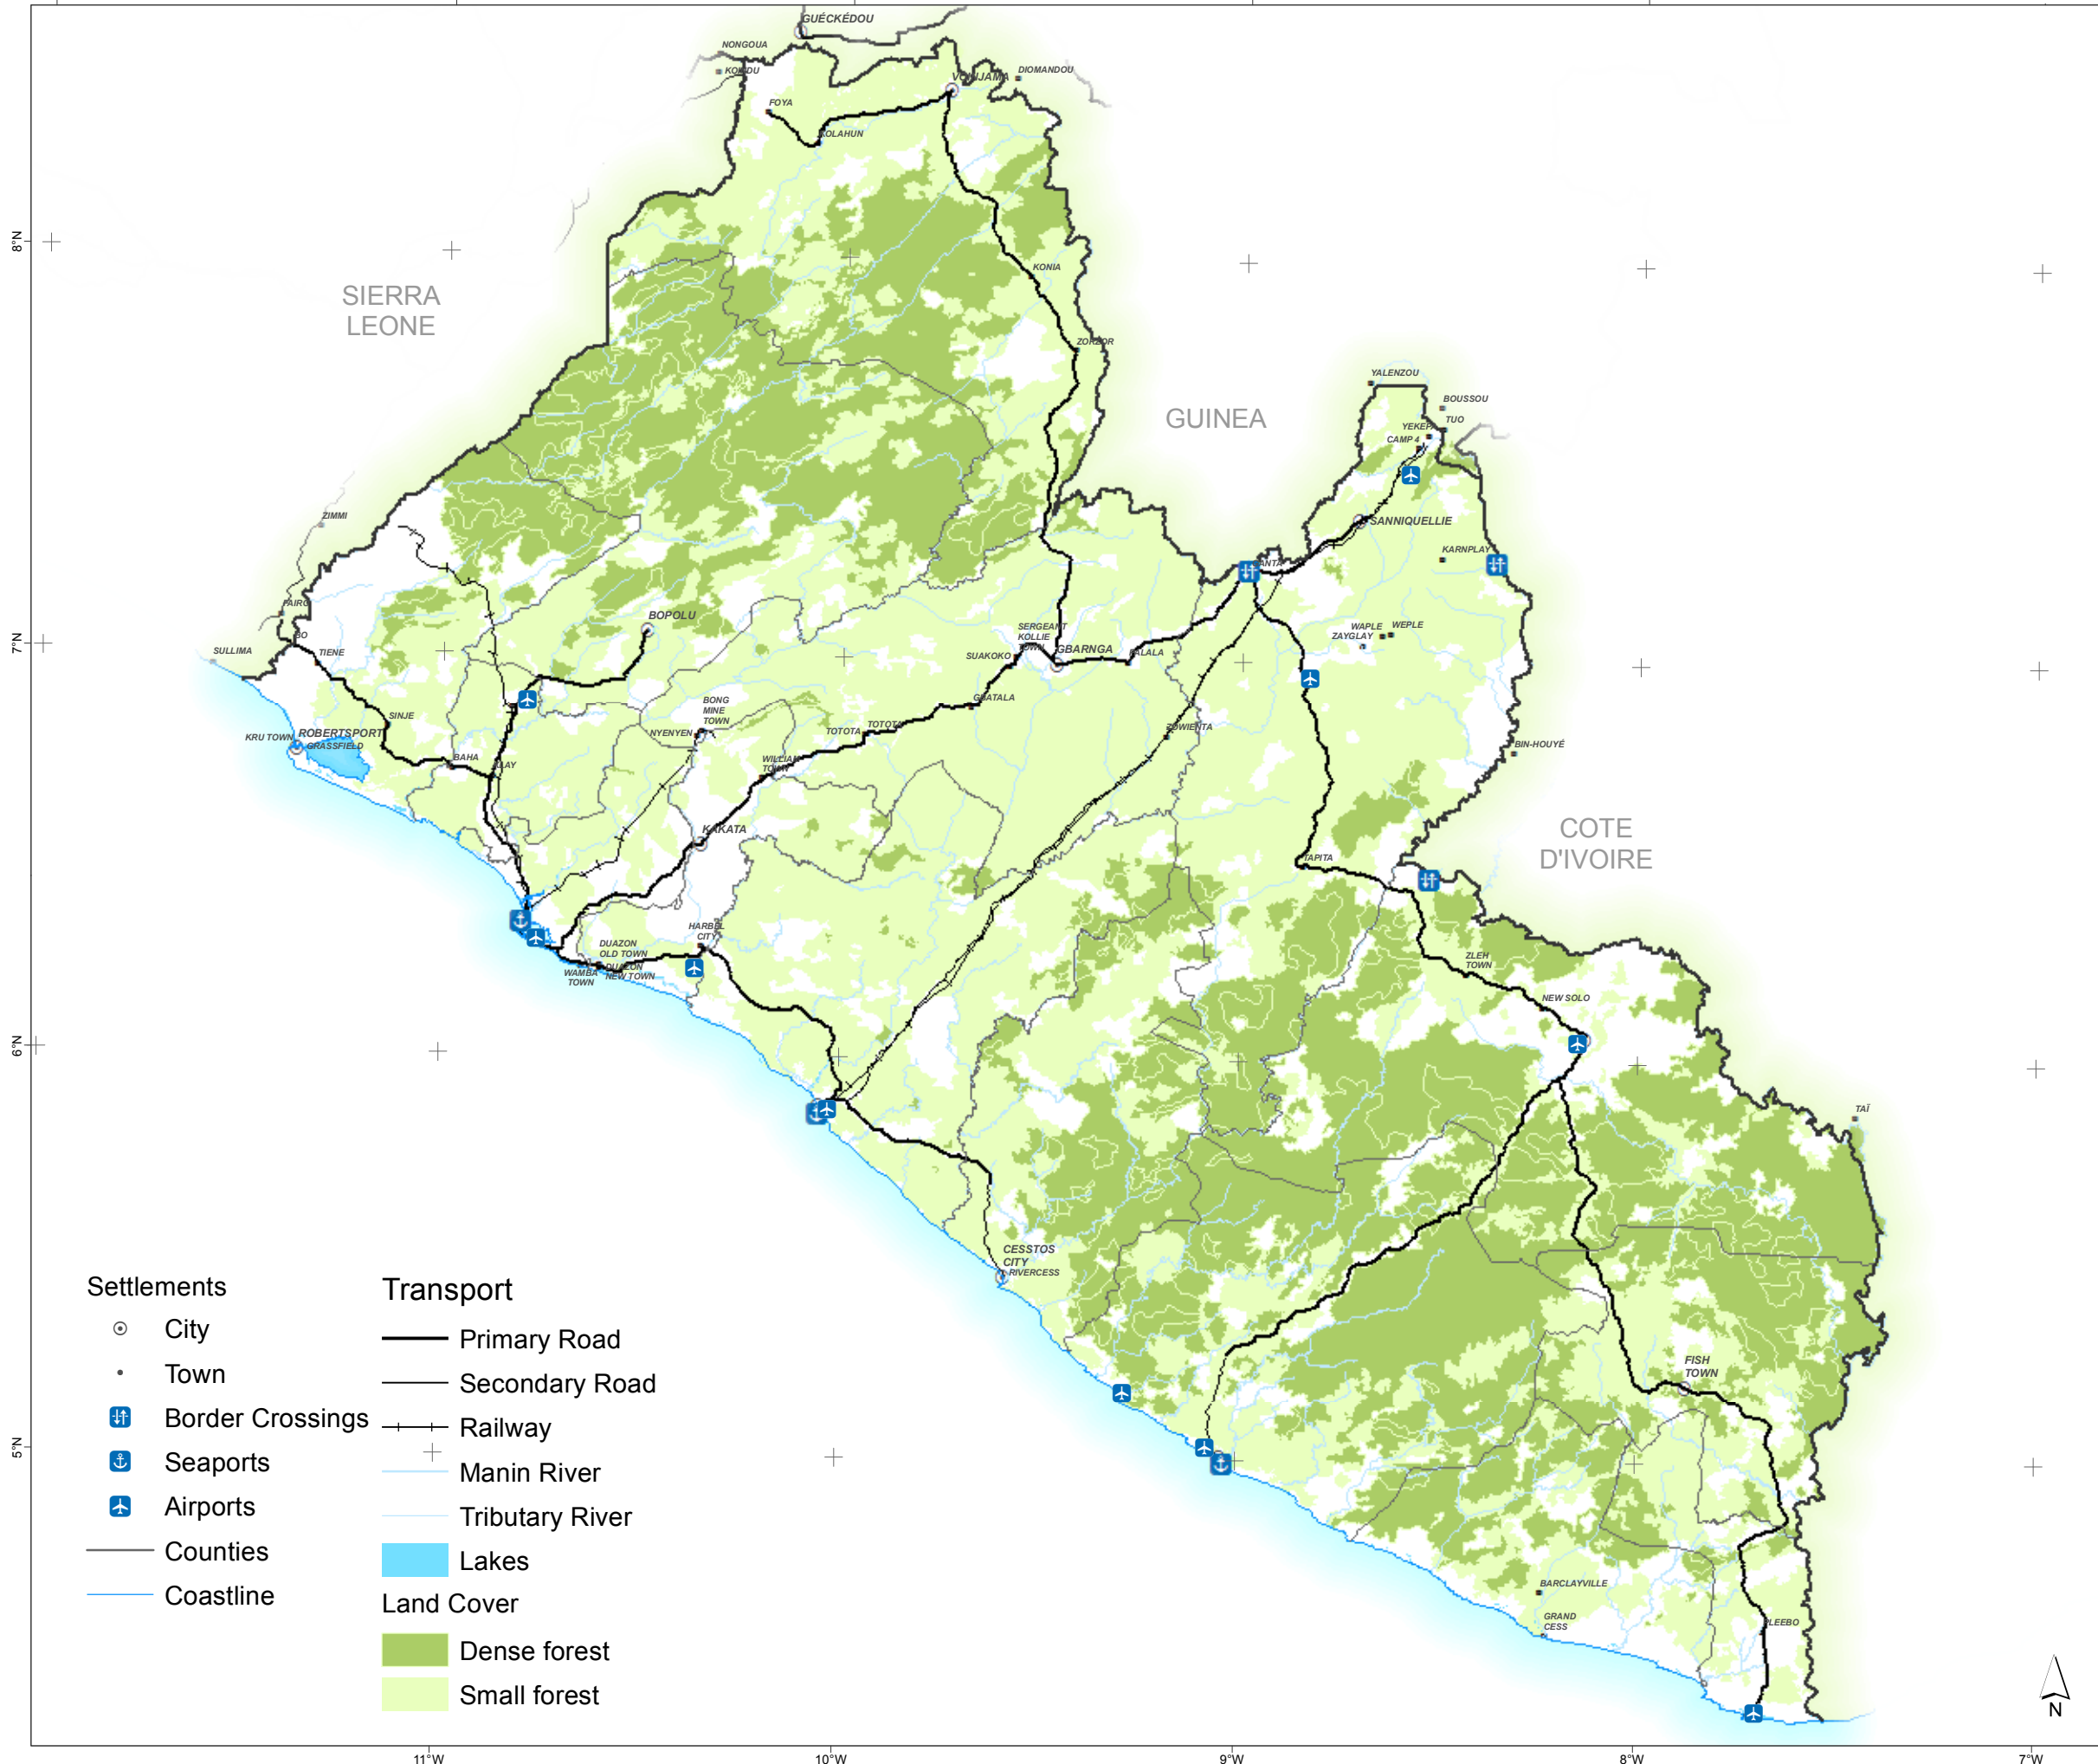 GUÉCKÉDOU
NONGOUA
KOINDU
VOINJAMA
DIOMANDOU
FOYA
KOLAHUN
8°N
KONIA
SIERRA
LEONE
ZORZOR
GUINEA
YALENZOU
BOUSSOU
TUO
YEKEPA
CAMP 4
SANNIQUELLIE
ZIMMI
KARNPLAY
GANTA
FAIRO
BO
BOPOLU
SERGEANT
KOLLIE
TOWN
WAPLE
WEPLE
ZAYGLAY
7°N
SULLIMA
TIENE
SUAKOKO
GBARNGA
PALALA
GBATALA
BONG
MINE
TOWN
SINJE
NYENYEN
TOTOTA
TOTOTA
ZOWIENTA
KRU TOWN
ROBERTSPORT
GRASSFIELD
BIN-HOUYÉ
BAHA
KLAY
WILLIAM
TOWN
KAKATA
COTE
D'IVOIRE
TAPITA
HARBEL
CITY
DUAZON
OLD TOWN
DUAZON
NEW TOWN
WAMBA
TOWN
ZLEH
TOWN
NEW SOLO
6°N
TAÏ
CESSTOS
CITY
RIVERCESS
FISH
TOWN
5°N
BARCLAYVILLE
GRAND
CESS
PLEEBO
Settlements
City
Town
Border Crossings
Seaports
Airports
Counties
Coastline
Transport
Primary Road
Secondary Road
Railway
Manin River
Tributary River
Lakes
Land Cover
Dense forest
Small forest
N
11°W
10°W
9°W
8°W
7°W